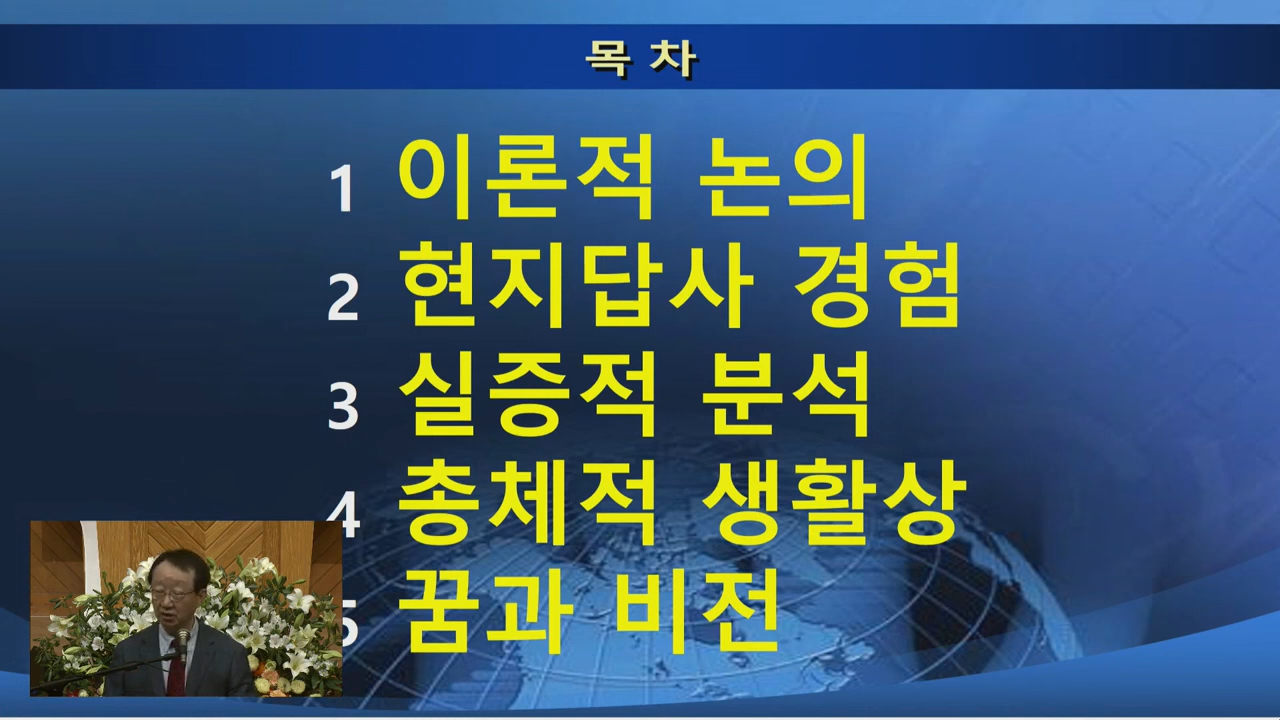 목 차
1 이론적 논의
2 현지답사 경험
3 실증적 분석
4 총체적 생활상
5 꿈과 비전